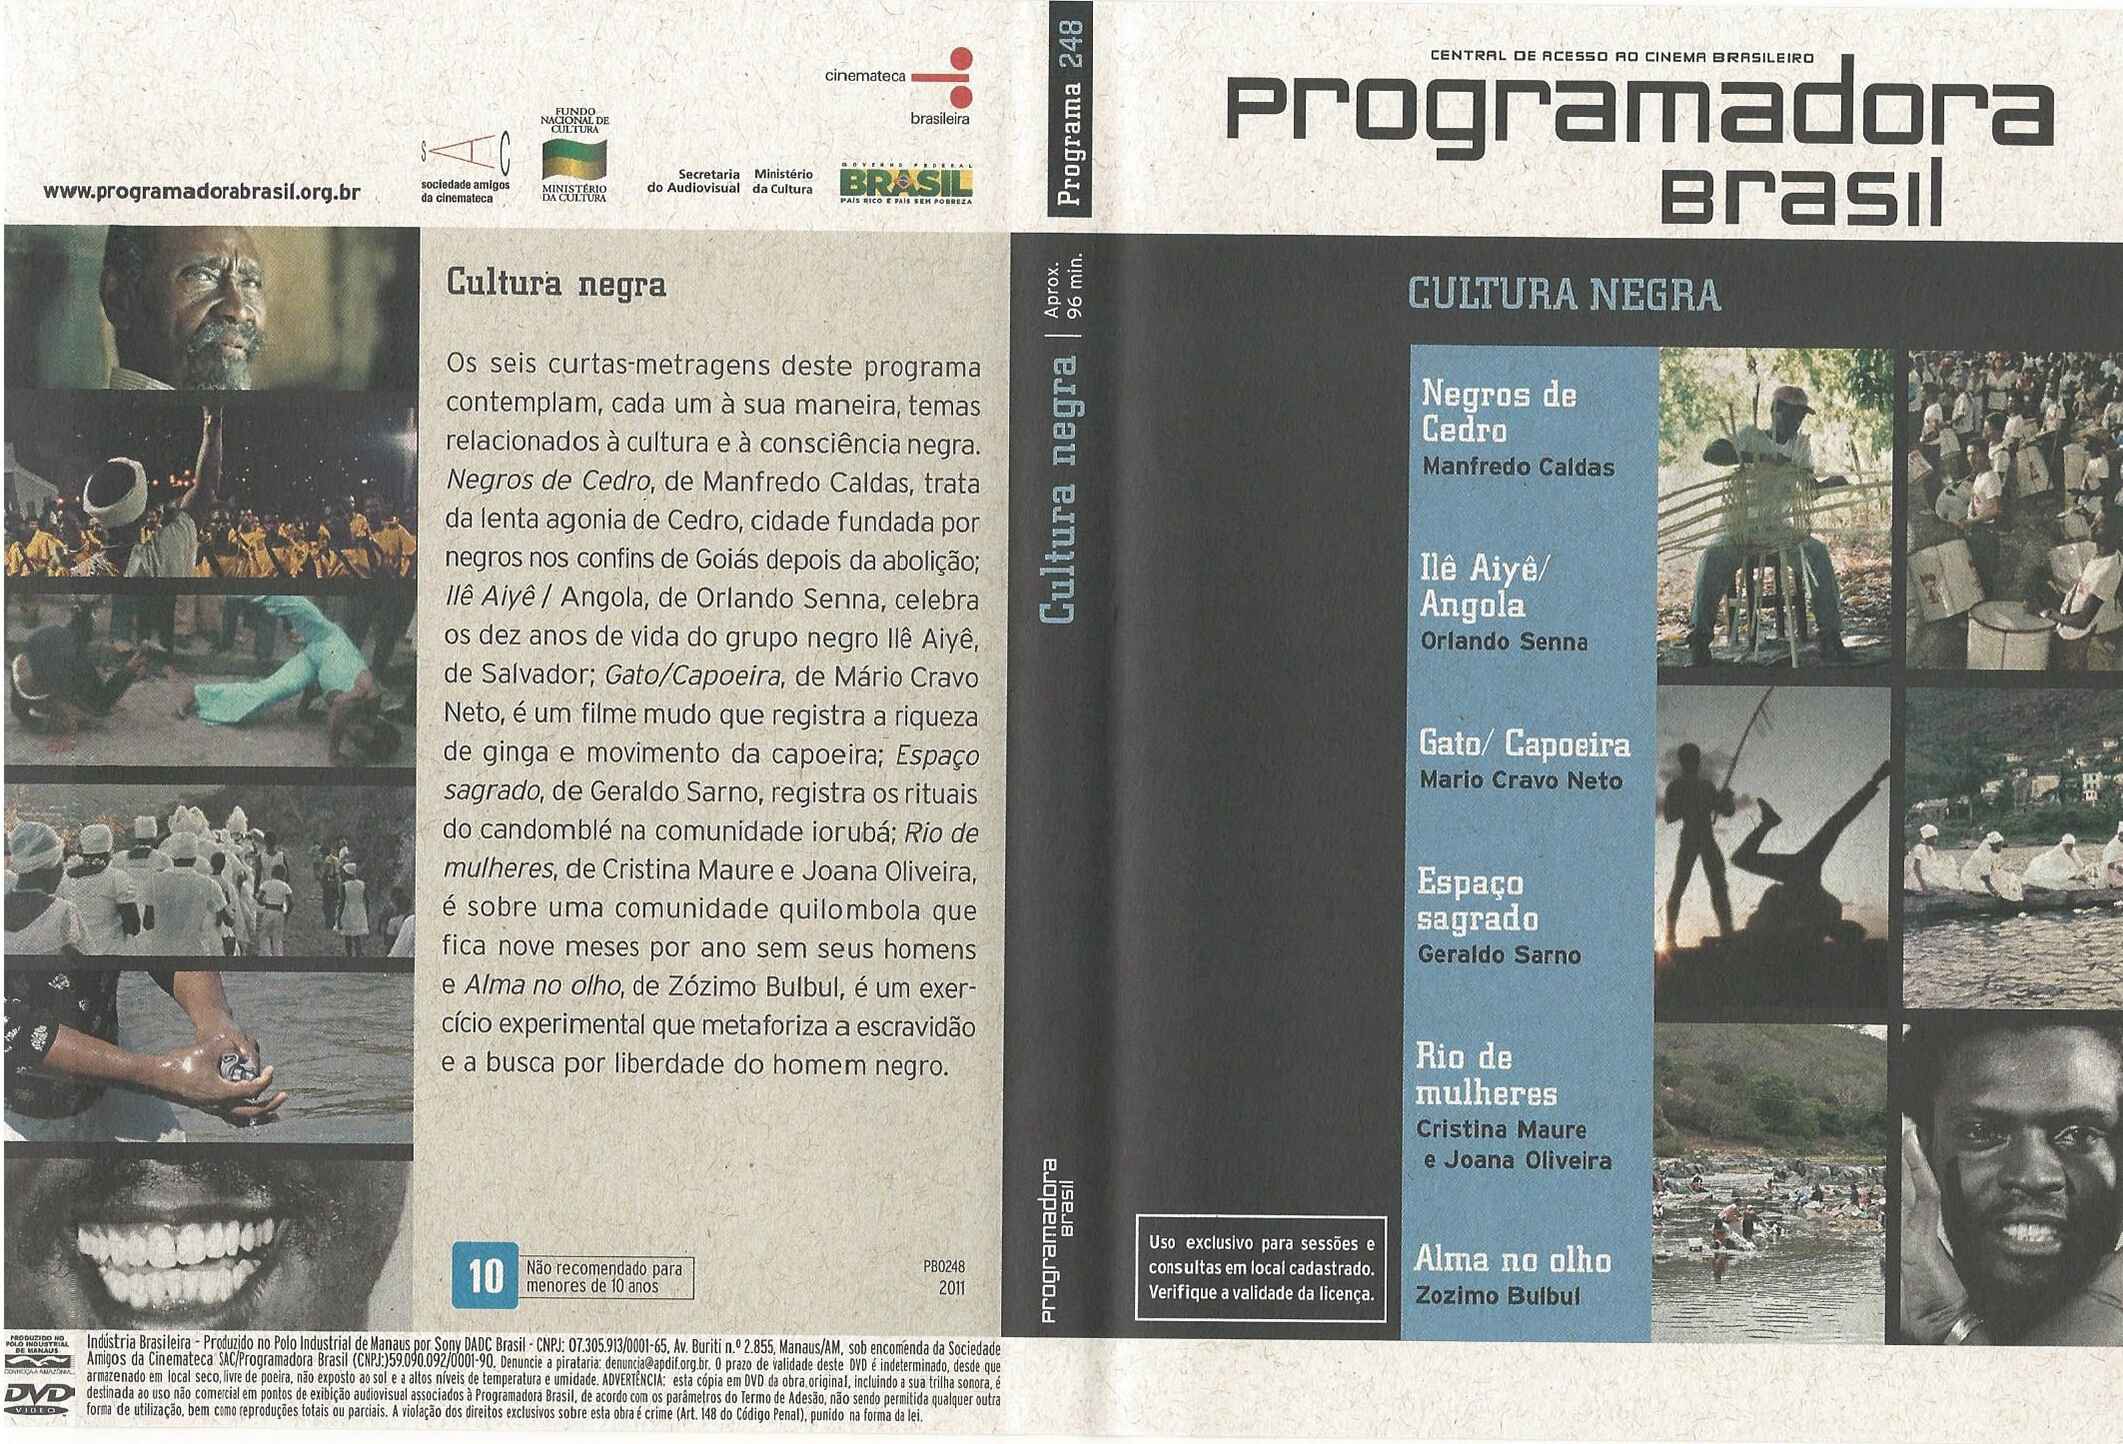 www.programadorabrasil.org.br
SAC
sociedade amigos
da cinemateca
FUNDO
NACIONAL DE
CULTURA
MINISTÉRIO
DA CULTURA
Secretaria
do Audiovisual
Ministério
da Cultura
cinemateca
brasileira
GOVERNO FEDERAL
BRASIL
PAÍS RICO É PAÍS SEM POBREZA
Cultura negra
Os seis curtas-metragens deste programa
contemplam, cada um à sua maneira, temas
relacionados à cultura e à consciência negra.
Negros de Cedro, de Manfredo Caldas, trata
da lenta agonia de Cedro, cidade fundada por
negros nos confins de Goiás depois da abolição;
Ilê Aiyê / Angola, de Orlando Senna, celebra
os dez anos de vida do grupo negro Ilê Aiyê,
de Salvador; Gato/Capoeira, de Mário Cravo
Neto, é um filme mudo que registra a riqueza
de ginga e movimento da capoeira; Espaço
sagrado, de Geraldo Sarno, registra os rituais
do candomblé na comunidade iorubá; Rio de
mulheres, de Cristina Maure e Joana Oliveira,
é sobre uma comunidade quilombola que
fica nove meses por ano sem seus homens
e Alma no olho, de Zózimo Bulbul, é um exer-
cício experimental que metaforiza a escravidão
e a busca por liberdade do homem negro.
10
Não recomendado para
menores de 10 anos
PB0248
2011
PRODUZIDO NO
POLO INDUSTRIAL
DE MANAUS
CONHEÇA A AMAZÔNIA
DVD
VIDEO
Indústria Brasileira - Produzido no Polo Industrial de Manaus por Sony DADC Brasil - CNPJ: 07.305.913/0001-65, Av. Buriti n.º 2.855, Manaus/AM, sob encomenda da Sociedade
Amigos da Cinemateca SAC/Programadora Brasil (CNPJ:)59.090.092/0001-90. Denuncie a pirataria: denuncia@apdif.org.br. O prazo de validade deste DVD é indeterminado, desde que
armazenado em local seco, livre de poeira, não exposto ao sol e a altos níveis de temperatura e umidade. ADVERTÊNCIA: esta cópia em DVD da obra original, incluindo a sua trilha sonora, é
destinada ao uso não comercial em pontos de exibição audiovisual associados à Programadora Brasil, de acordo com os parâmetros do Termo de Adesão, não sendo permitida qualquer outra
forma de utilização, bem como reproduções totais ou parciais. A violação dos direitos exclusivos sobre esta obra é crime (Art. 148 do Código Penal), punido na forma da lei.
Programa 248
Aprox.
96 min.
Cultura negra
Programadora
Brasil
CENTRAL DE ACESSO AO CINEMA BRASILEIRO
Programadora
Brasil
CULTURA NEGRA
Negros de
Cedro
Manfredo Caldas
Ilê Aiyê/
Angola
Orlando Senna
Gato/ Capoeira
Mario Cravo Neto
Espaço
sagrado
Geraldo Sarno
Rio de
mulheres
Cristina Maure
e Joana Oliveira
Alma no olho
Zozimo Bulbul
Uso exclusivo para sessões e
consultas em local cadastrado.
Verifique a validade da licença.